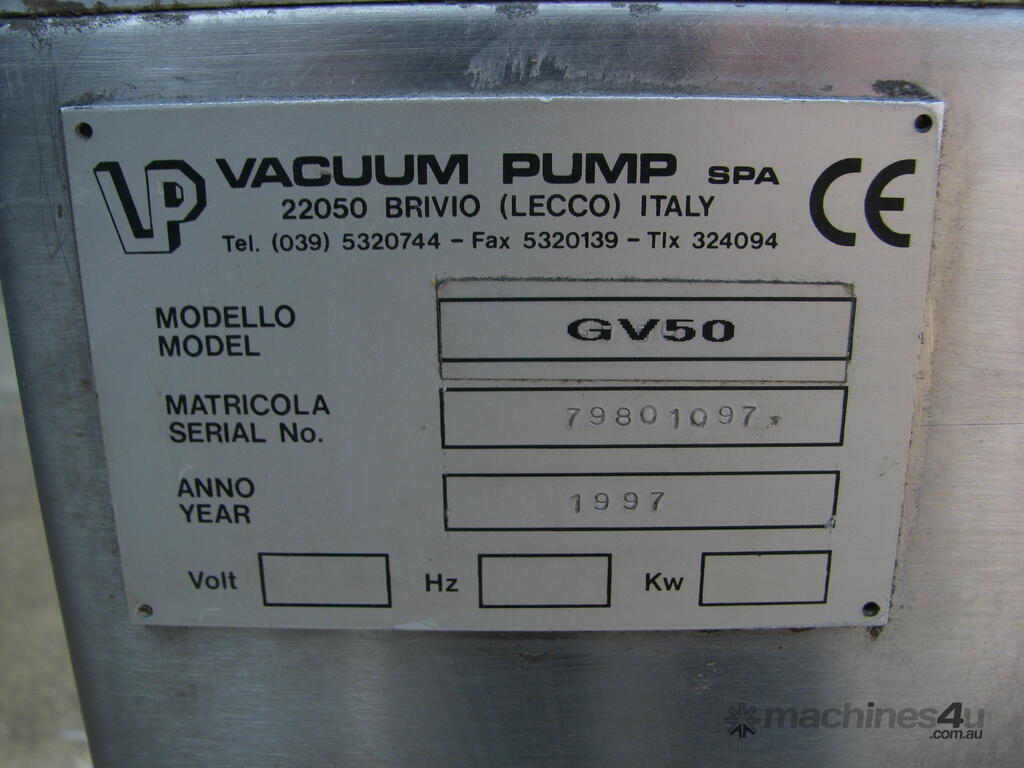 VP VACUUM PUMP SPA CE
22050 BRIVIO (LECCO) ITALY
Tel. (039) 5320744 – Fax 5320139 – Tlx 324094
MODELLO
MODEL
GV50
MATRICOLA
SERIAL No.
79801097*
ANNO
YEAR
1997
Volt Hz Kw
machines4u
.com.au